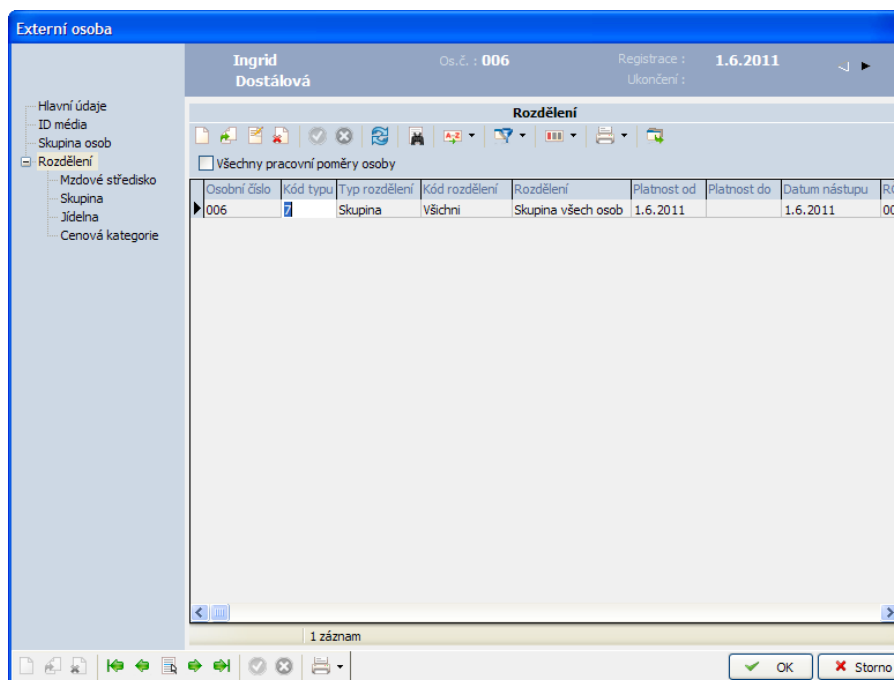 Externí osoba
Ingrid
Dostálová
Os.č. : 006
Registrace : 1.6.2011
Ukončení :
Hlavní údaje
ID média
Skupina osob
Rozdělení
Mzdové středisko
Skupina
Jídelna
Cenová kategorie
Rozdělení
Všechny pracovní poměry osoby
Osobní číslo Kód typu Typ rozdělení Kód rozdělení Rozdělení Platnost od Platnost do Datum nástupu
006 7 Skupina Všichni Skupina všech osob 1.6.2011 1.6.2011
1 záznam
OK Storno